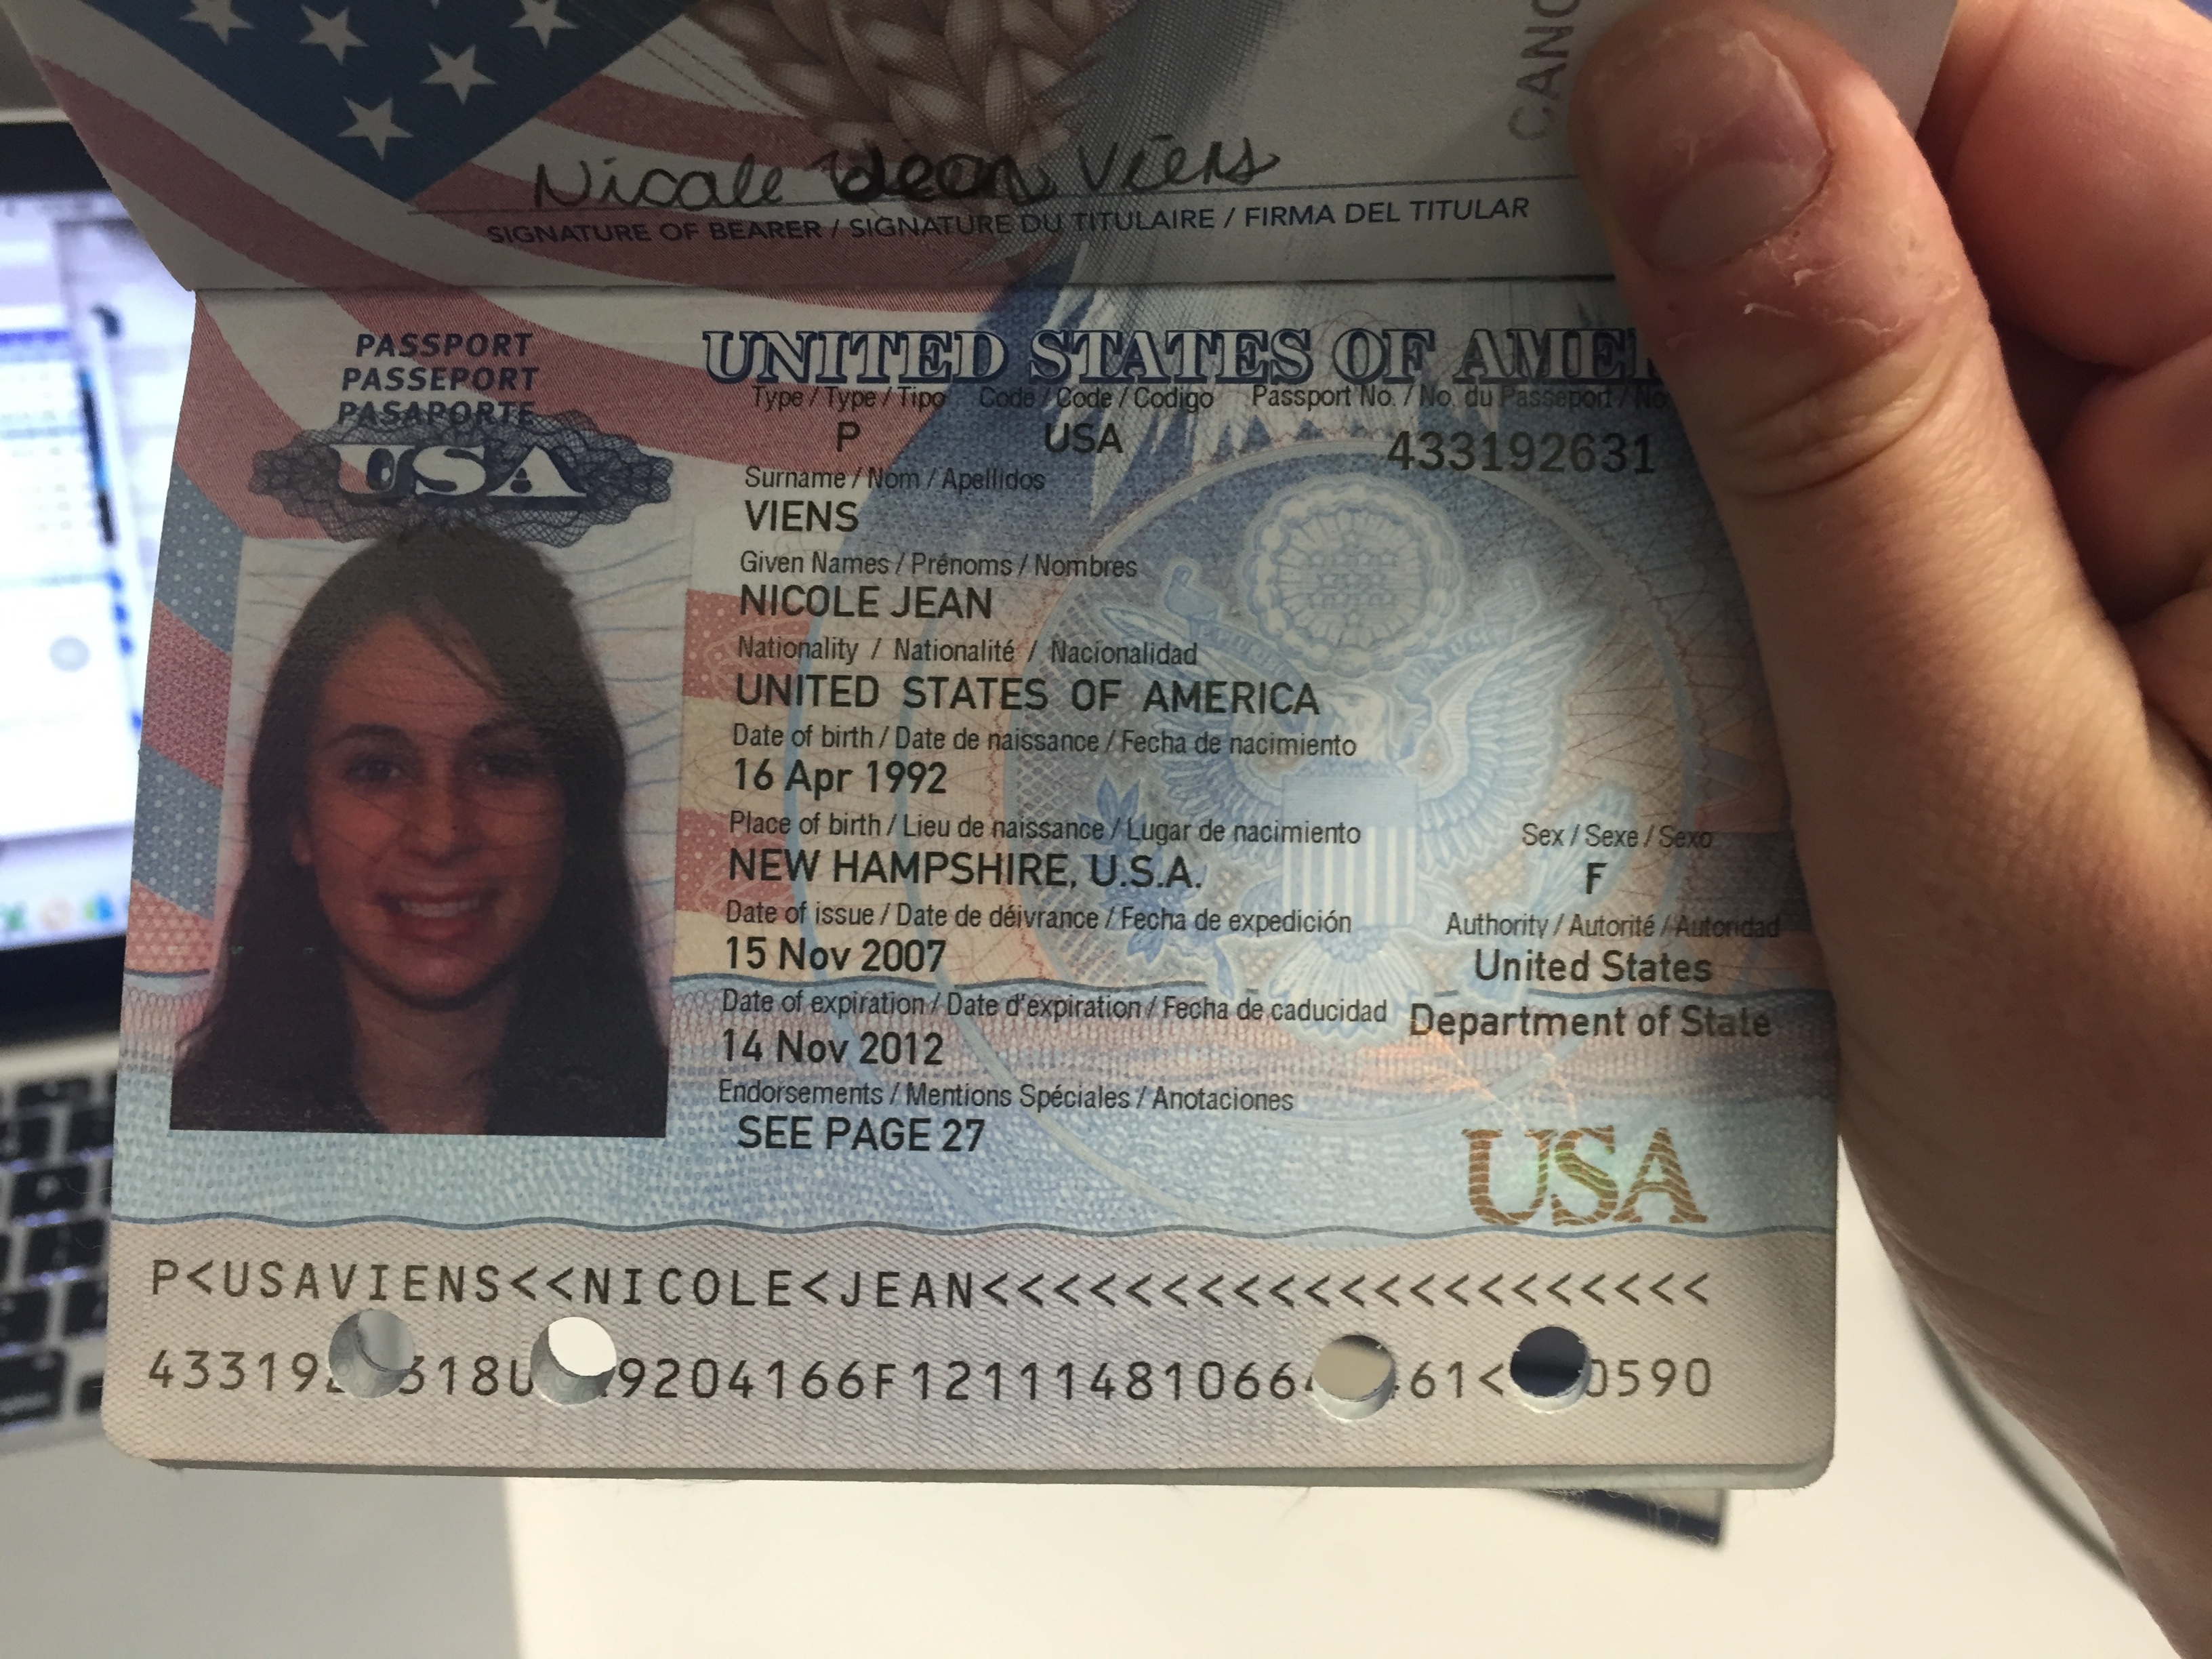 CANC
Nicole Jean Viens
SIGNATURE OF BEARER / SIGNATURE DU TITULAIRE / FIRMA DEL TITULAR
PASSPORT
PASSEPORT
PASAPORTE
USA
UNITED STATES OF AMER
Type / Type / Tipo Code / Code / Codigo Passport No. / No. du Passeport / No
P USA 433192631
Surname / Nom / Apellidos
VIENS
Given Names / Prénoms / Nombres
NICOLE JEAN
Nationality / Nationalité / Nacionalidad
UNITED STATES OF AMERICA
Date of birth / Date de naissance / Fecha de nacimiento
16 Apr 1992
Place of birth / Lieu de naissance / Lugar de nacimiento Sex / Sexe / Sexo
NEW HAMPSHIRE, U.S.A. F
Date of issue / Date de déivrance / Fecha de expedición Authority / Autorité / Autoridad
15 Nov 2007 United States
Date of expiration / Date d'expiration / Fecha de caducidad Department of State
14 Nov 2012
Endorsements / Mentions Spéciales / Anotaciones
SEE PAGE 27
USA
P<USAVIENS<<NICOLE<JEAN<<<<<<<<<<<<<<<<<<<<<
43319 318U 9204166F12111481066 61< 0590